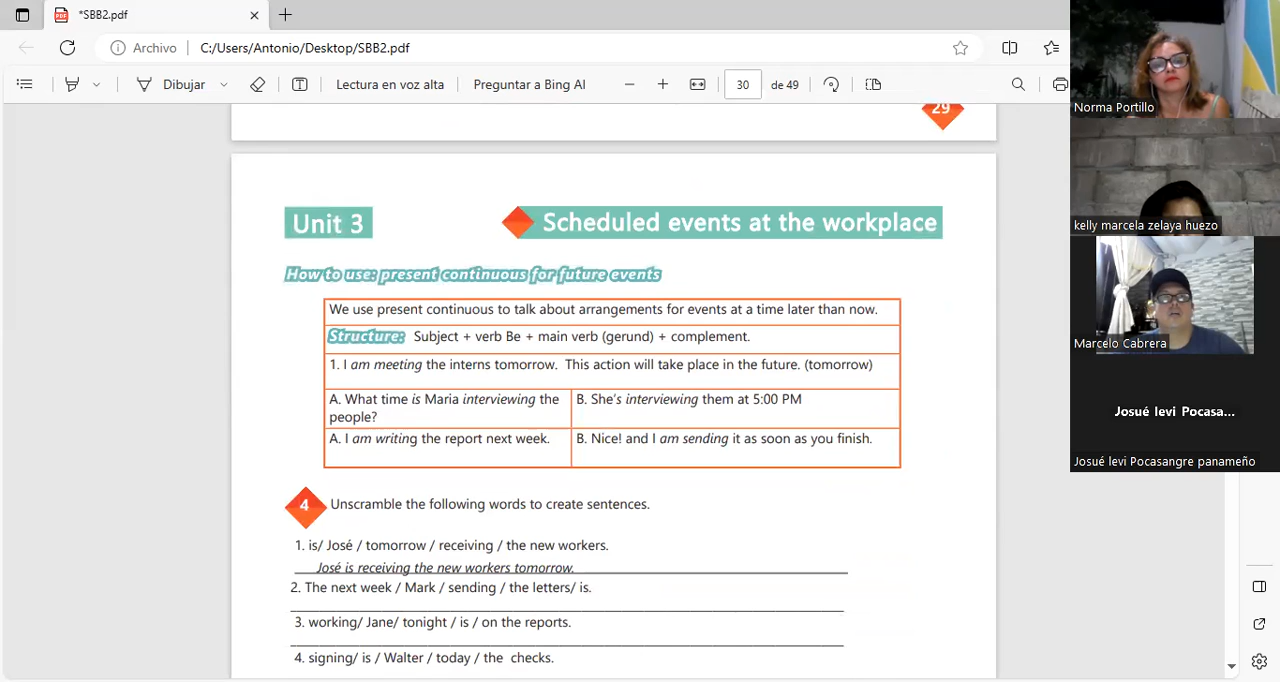 *SBB2.pdf
Archivo
C:/Users/Antonio/Desktop/SBB2.pdf
Dibujar
Lectura en voz alta
Preguntar a Bing AI
30
de 49
29
Unit 3
Scheduled events at the workplace
How to use: present continuous for future events
We use present continuous to talk about arrangements for events at a time later than now.
Structure: Subject + verb Be + main verb (gerund) + complement.
1. I am meeting the interns tomorrow. This action will take place in the future. (tomorrow)
A. What time is Maria interviewing the
people?
B. She's interviewing them at 5:00 PM
A. I am writing the report next week.
B. Nice! and I am sending it as soon as you finish.
4
Unscramble the following words to create sentences.
1. is/ José / tomorrow / receiving / the new workers.
José is receiving the new workers tomorrow.
2. The next week / Mark / sending / the letters/ is.
3. working/ Jane/ tonight / is / on the reports.
4. signing/ is / Walter / today / the checks.
Norma Portillo
kelly marcela zelaya huezo
Marcelo Cabrera
Josué levi Pocasa...
Josué levi Pocasangre panameño